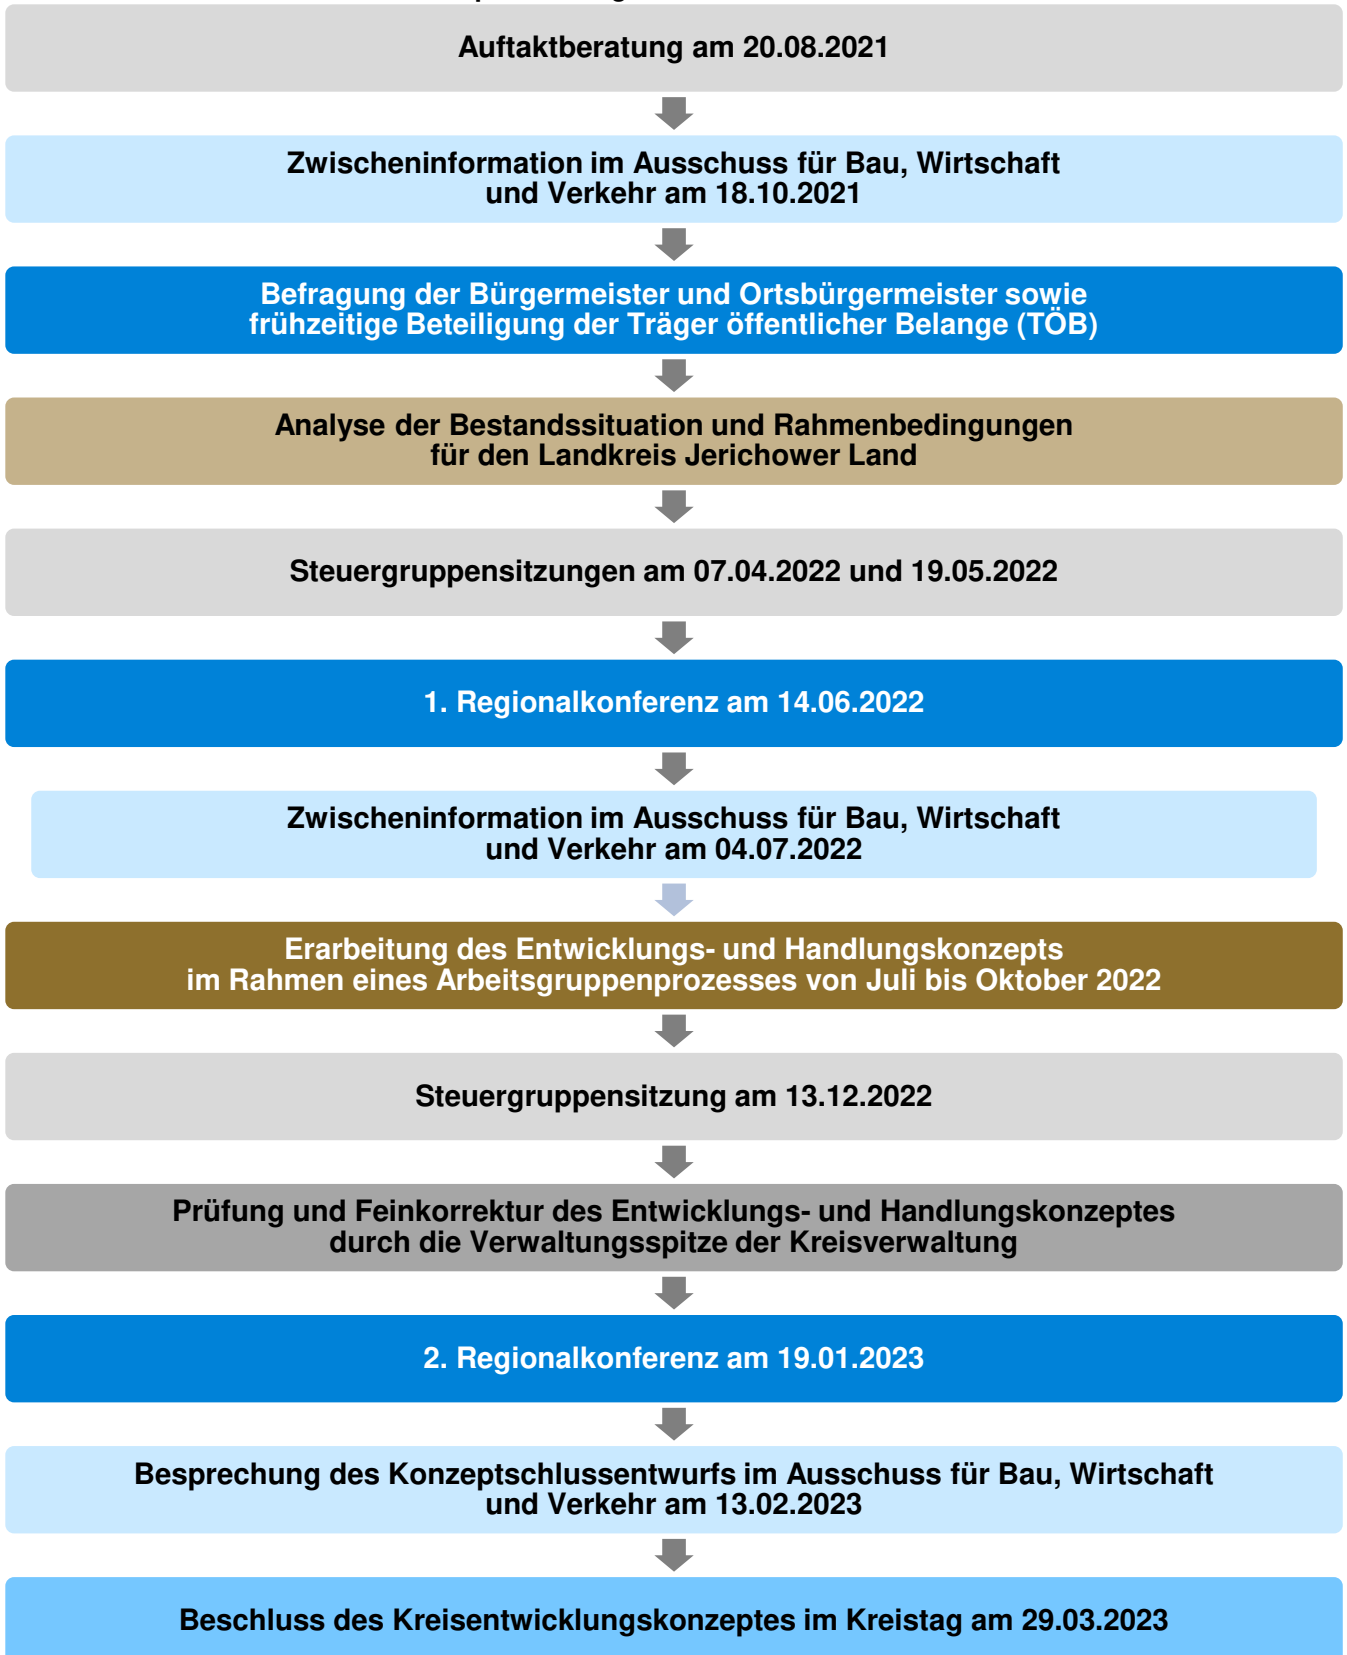 Auftaktberatung am 20.08.2021
Zwischeninformation im Ausschuss für Bau, Wirtschaft
und Verkehr am 18.10.2021
Befragung der Bürgermeister und Ortsbürgermeister sowie
frühzeitige Beteiligung der Träger öffentlicher Belange (TÖB)
Analyse der Bestandssituation und Rahmenbedingungen
für den Landkreis Jerichower Land
Steuergruppensitzungen am 07.04.2022 und 19.05.2022
1. Regionalkonferenz am 14.06.2022
Zwischeninformation im Ausschuss für Bau, Wirtschaft
und Verkehr am 04.07.2022
Erarbeitung des Entwicklungs- und Handlungskonzepts
im Rahmen eines Arbeitsgruppenprozesses von Juli bis Oktober 2022
Steuergruppensitzung am 13.12.2022
Prüfung und Feinkorrektur des Entwicklungs- und Handlungskonzeptes
durch die Verwaltungsspitze der Kreisverwaltung
2. Regionalkonferenz am 19.01.2023
Besprechung des Konzeptschlussentwurfs im Ausschuss für Bau, Wirtschaft
und Verkehr am 13.02.2023
Beschluss des Kreisentwicklungskonzeptes im Kreistag am 29.03.2023